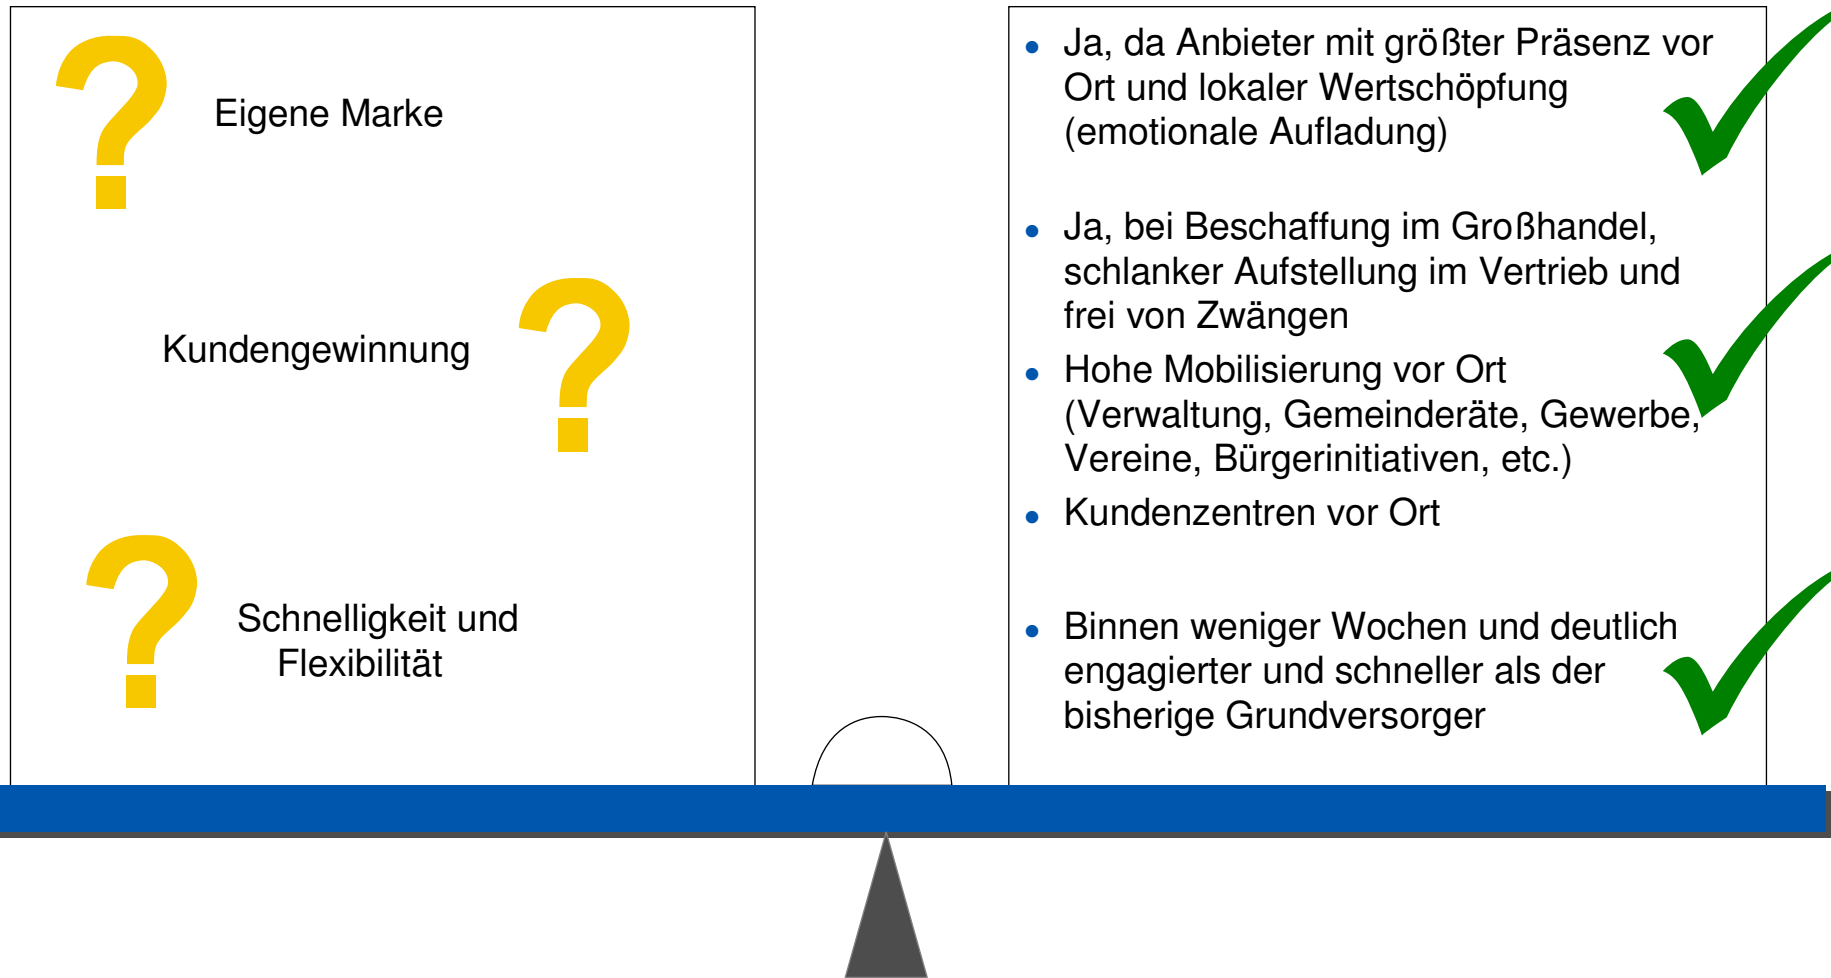 Eigene Marke
Kundengewinnung
Schnelligkeit und
Flexibilität
• Ja, da Anbieter mit größter Präsenz vor
Ort und lokaler Wertschöpfung
(emotionale Aufladung)
• Ja, bei Beschaffung im Großhandel,
schlanker Aufstellung im Vertrieb und
frei von Zwängen
• Hohe Mobilisierung vor Ort
(Verwaltung, Gemeinderäte, Gewerbe,
Vereine, Bürgerinitiativen, etc.)
• Kundenzentren vor Ort
• Binnen weniger Wochen und deutlich
engagierter und schneller als der
bisherige Grundversorger